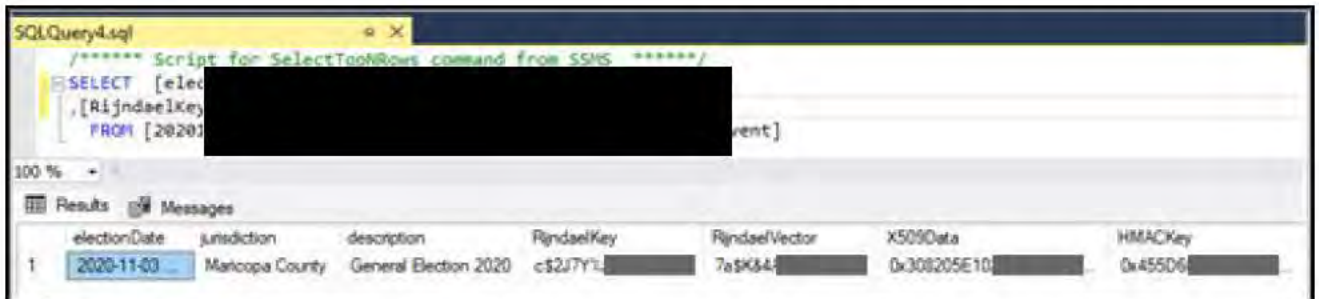 SQLQuery4.sql
/****** Script for SelectTopNRows command from SSMS ******/
SELECT [elec
,[RijndaelKey
FROM [20201 vent]
100 %
Results Messages
electionDate jurisdiction description RijndaelKey RijndaelVector X509Data HMACKey
1 2020-11-03 ... Maricopa County General Election 2020 c$2J7Y 7a$K&4 0x308205E10 ... 0x455D6 ...